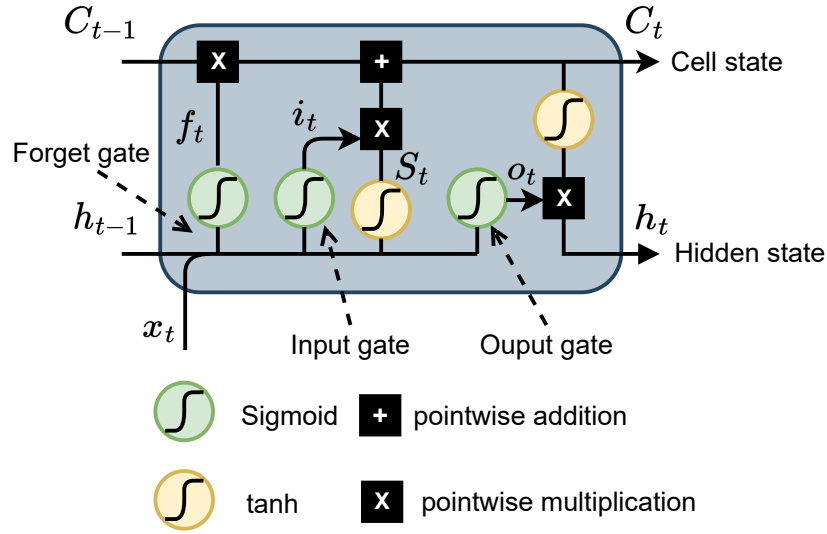 C_{t-1}
C_t
X
+
Cell state
f_t
i_t
X
Forget gate
S_t
o_t
X
h_{t-1}
h_t
Hidden state
x_t
Input gate
Ouput gate
Sigmoid
+
pointwise addition
tanh
X
pointwise multiplication